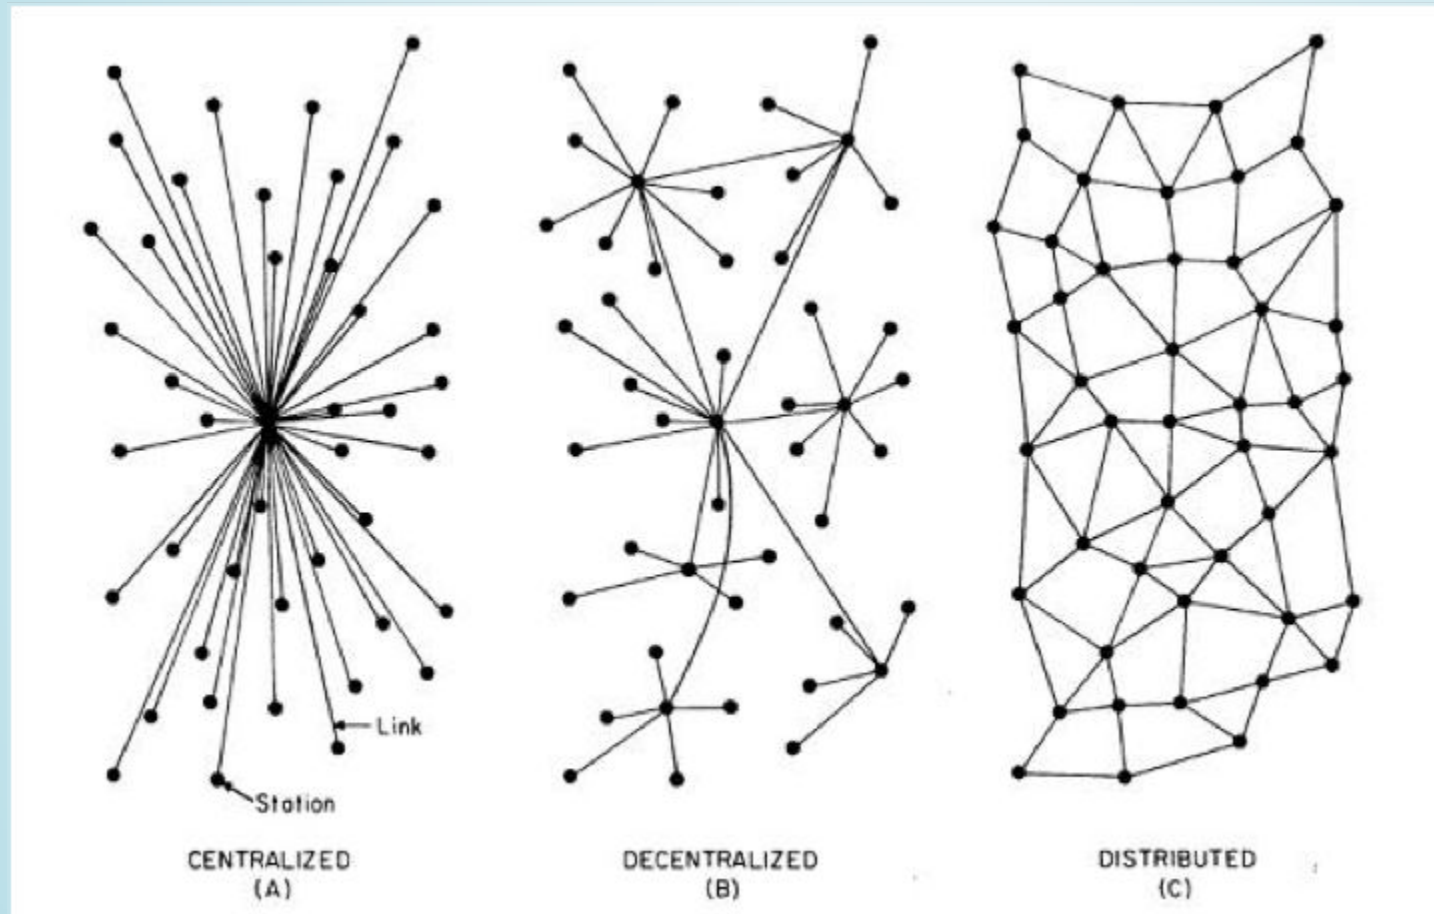 Link
Station
CENTRALIZED
(A)
DECENTRALIZED
(B)
DISTRIBUTED
(C)